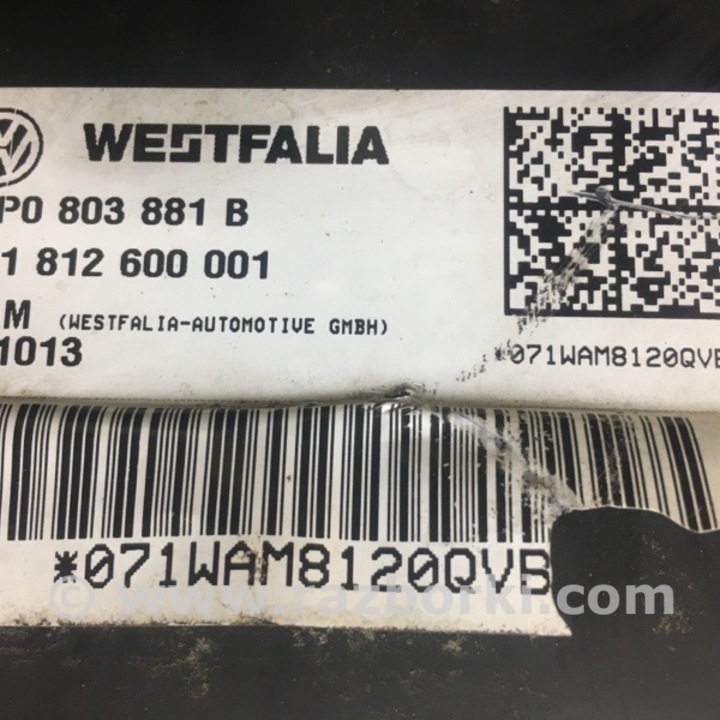 WESTFALIA
P0 803 881 B
1 812 600 001
M (WESTFALIA-AUTOMOTIVE GMBH)
1013
*071WAM8120QVB
*071WAM8120QVB
© www.razborki.com